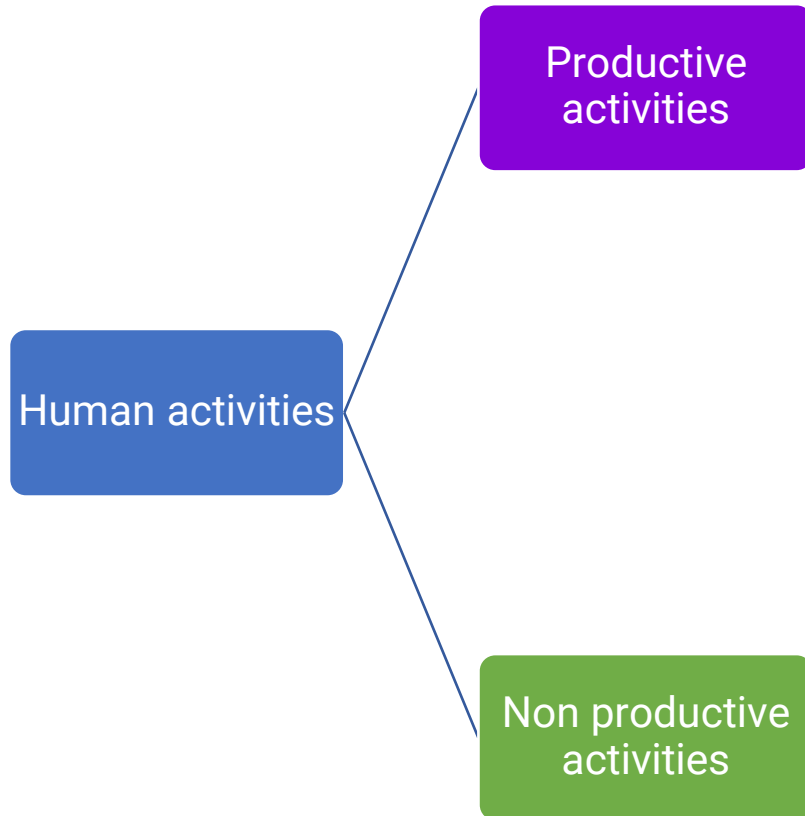 Productive
activities
Human activities
Non productive
activities